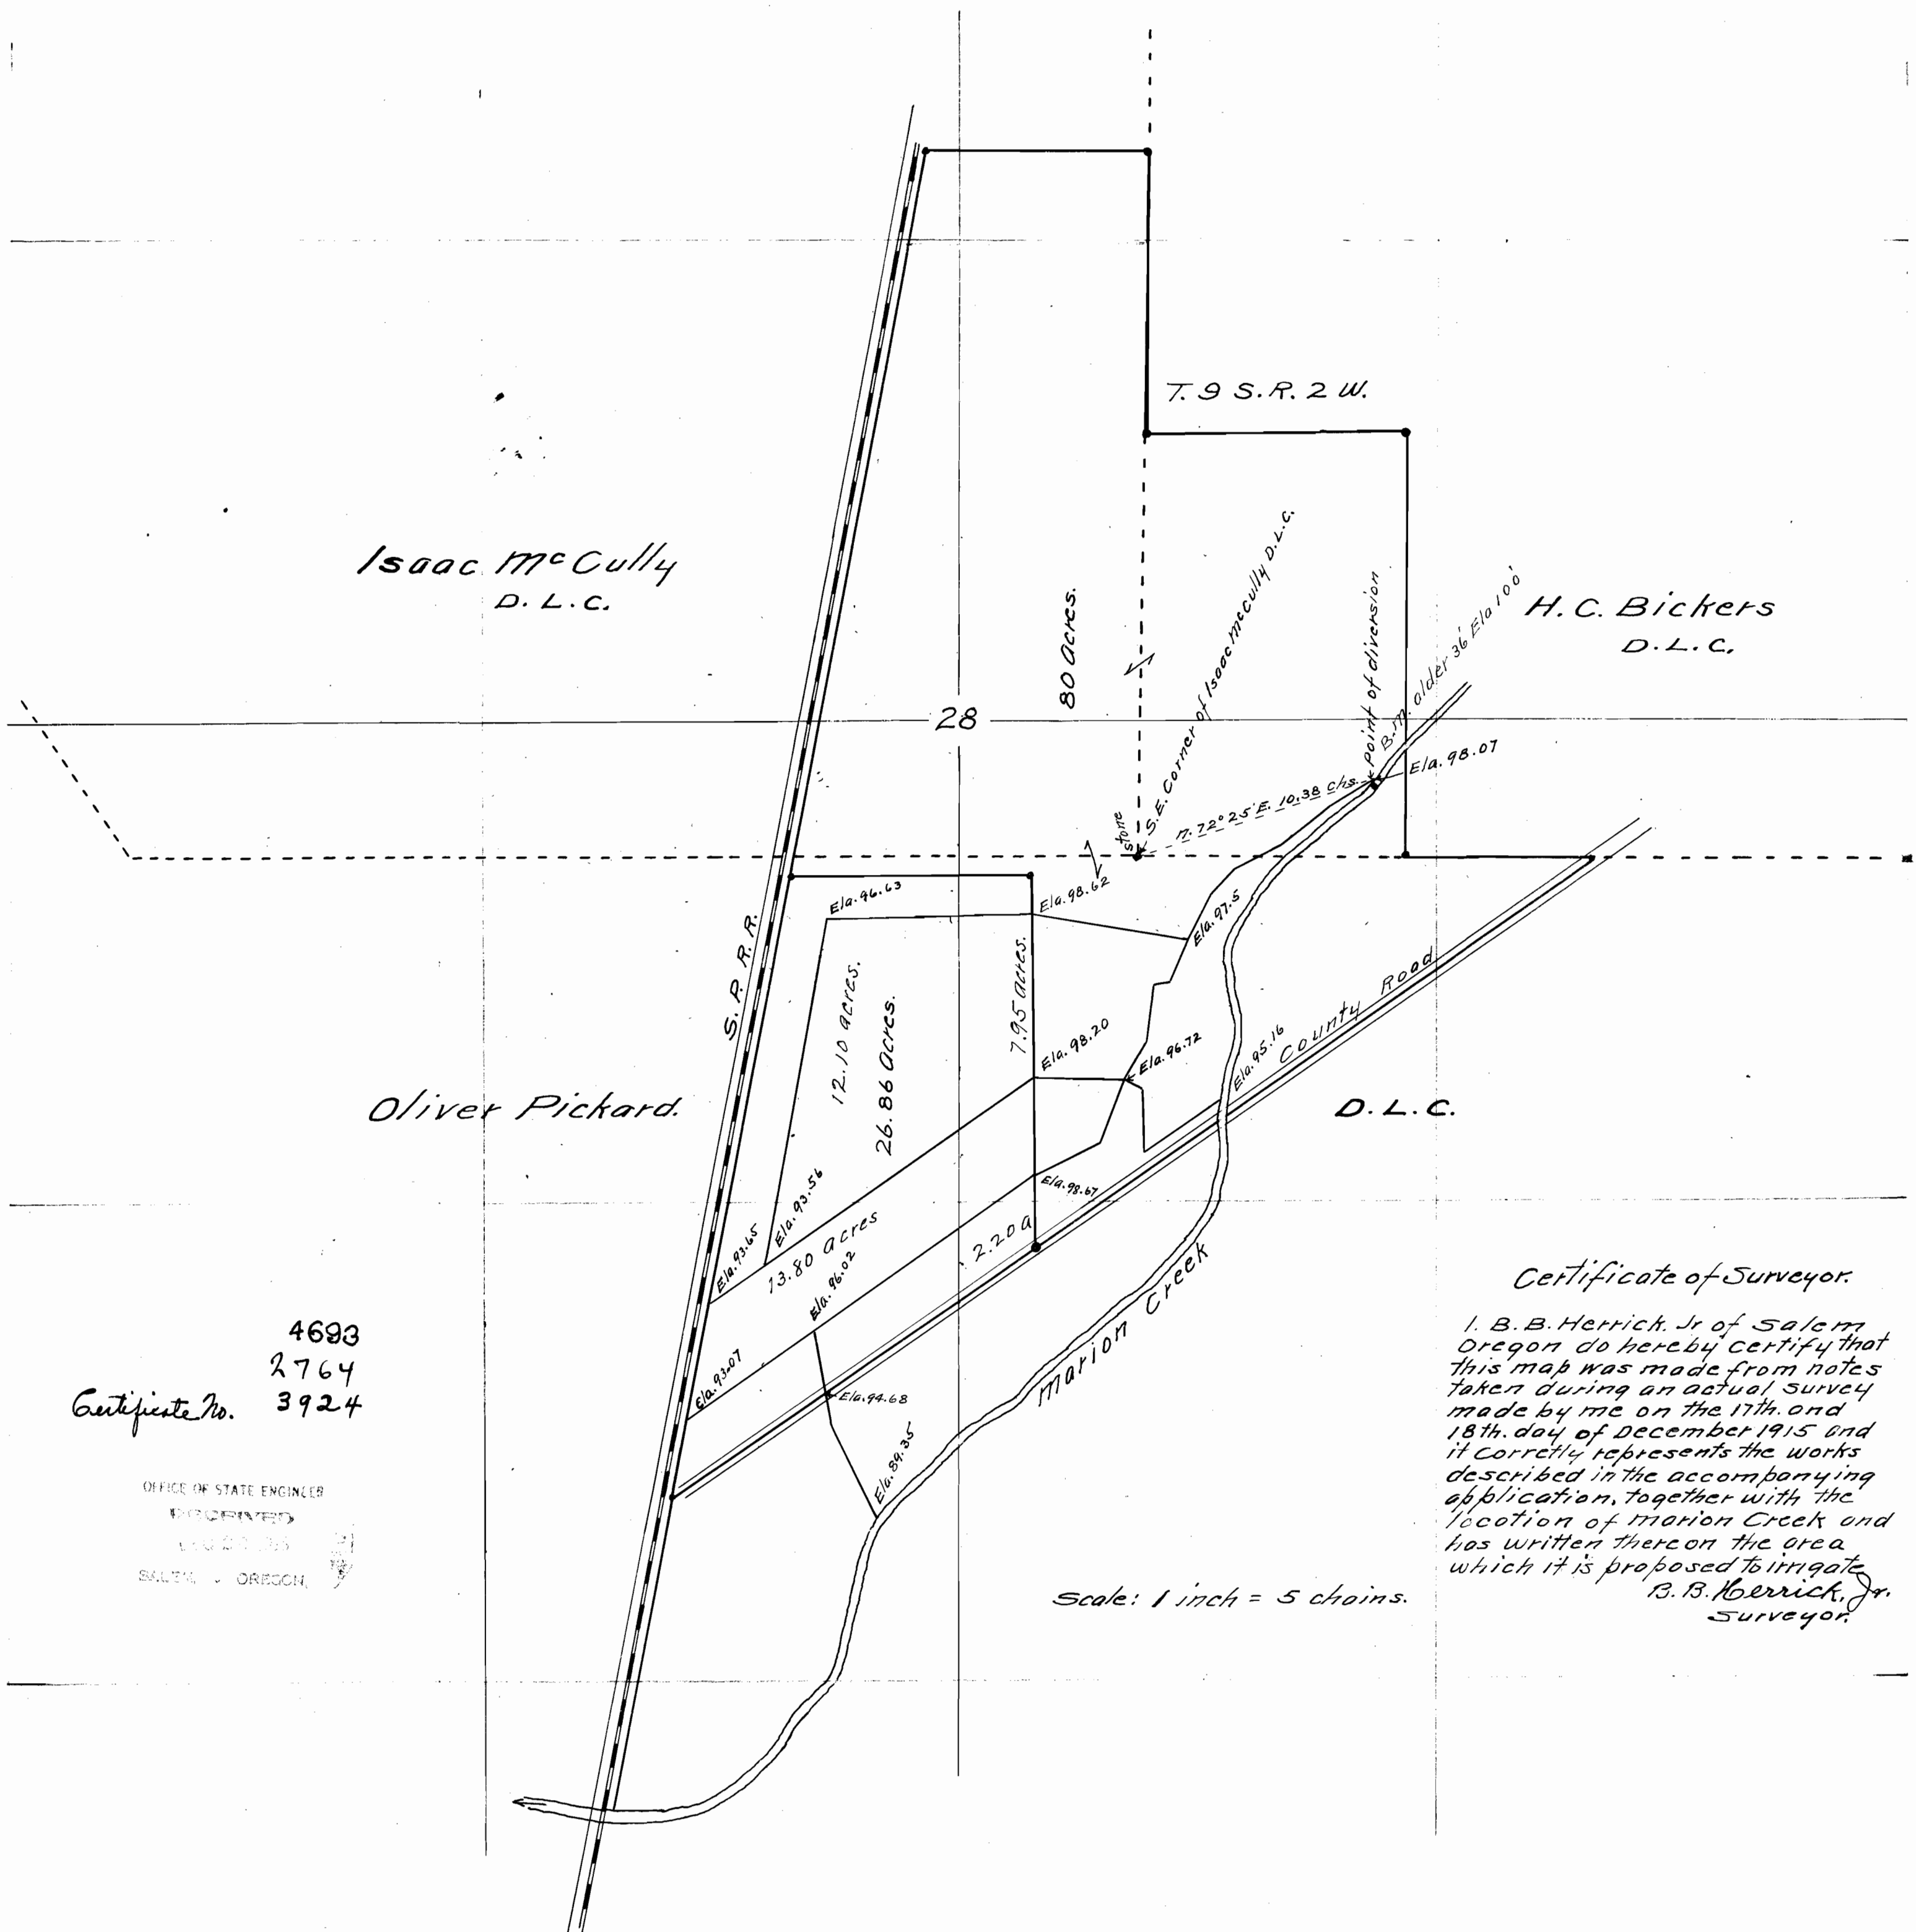 T. 9 S. R. 2 W.
Isaac McCully
D. L. C.
80 Acres.
S. E. Corner of Isaac McCully D.L.C.
point of diversion
B.M. alder 36' Ela 100'
H. C. Bickers
D. L. C.
28
Ela. 98.07
N. 72° 25' E. 10.38 chs.
stone
Ela. 96.63
Ela. 98.62
Ela. 97.5
S. P. R. R.
12.10 acres.
26.86 Acres.
7.95 acres.
Ela. 98.20
Ela. 96.72
Ela. 95.16
County Road
Oliver Pickard.
D. L. C.
Ela. 93.65
Ela. 93.56
13.80 acres
Ela. 96.02
Ela. 98.67
2.20 a
Marion Creek
Ela. 93.07
Ela. 94.68
Ela. 89.35
4693
2764
Certificate No. 3924
OFFICE OF STATE ENGINEER
RECEIVED
SALEM OREGON,
Scale: 1 inch = 5 chains.
Certificate of Surveyor.
I. B. B. Herrick. Jr of Salem
Oregon do hereby certify that
this map was made from notes
taken during an actual survey
made by me on the 17th. and
18th. day of December 1915 and
it Corretly represents the works
described in the accompanying
application, together with the
location of Marion Creek and
has written thereon the area
which it is proposed to irrigate
B. B. Herrick, Jr.
Surveyor.